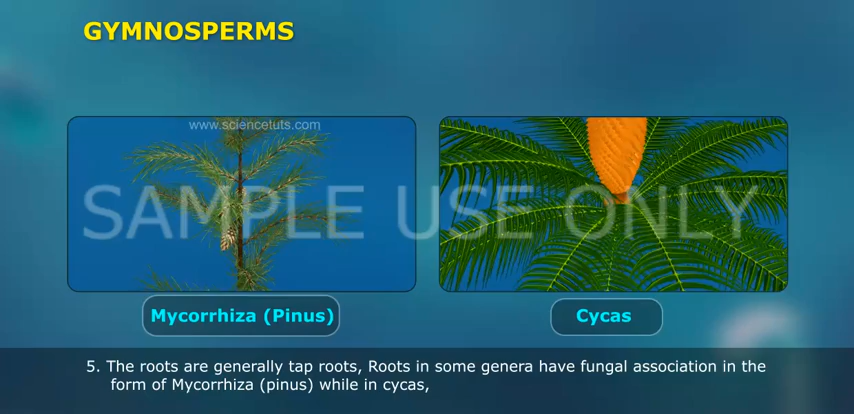 GYMNOSPERMS
www.sciencetuts.com
SAMPLE USE ONLY
Mycorrhiza (Pinus)
Cycas
5. The roots are generally tap roots, Roots in some genera have fungal association in the
form of Mycorrhiza (pinus) while in cycas,